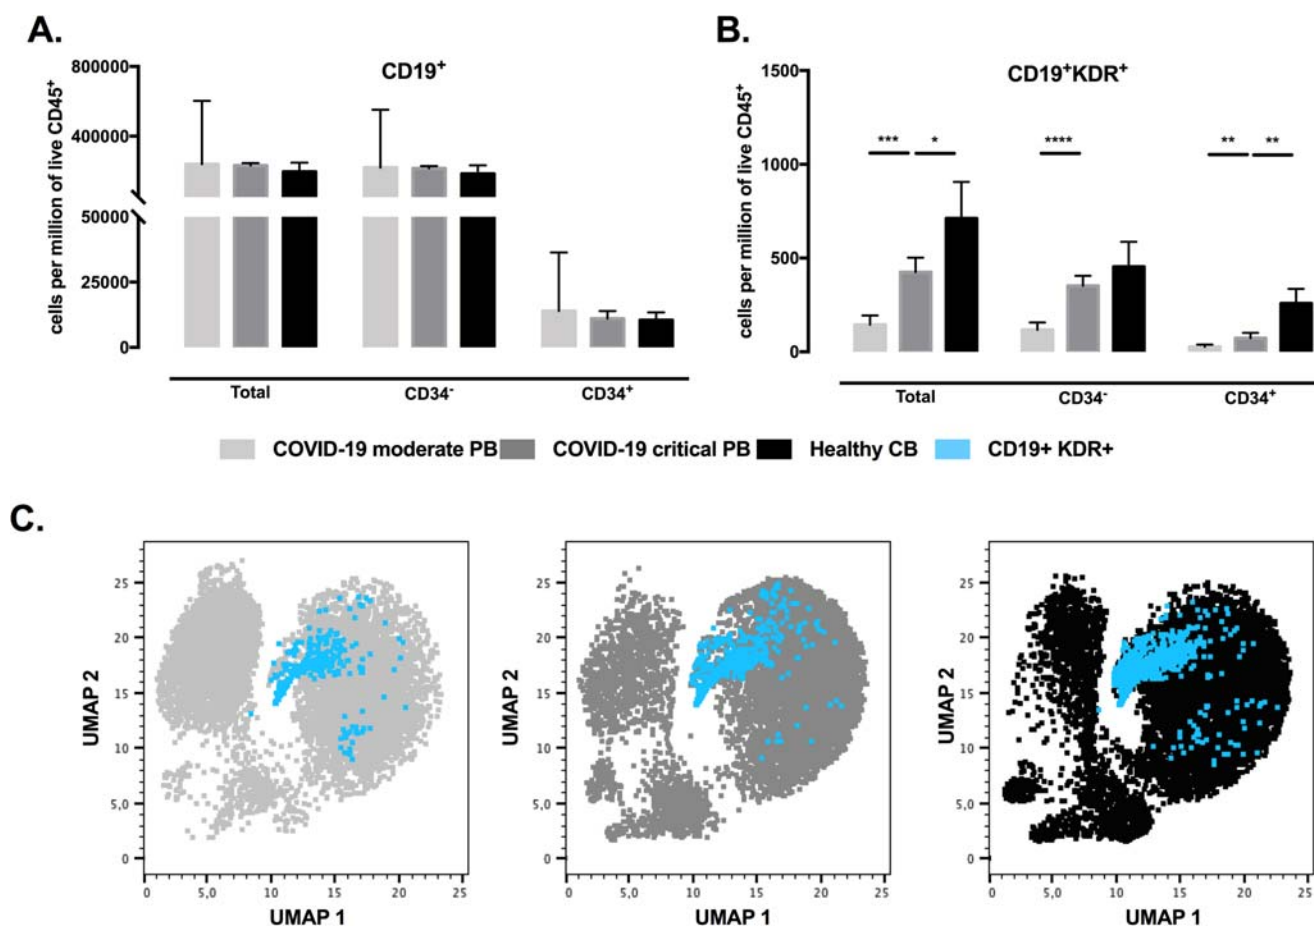 A.
CD19⁺
cells per million of live CD45⁺
800000
400000
50000
25000
0
Total
CD34⁻
CD34⁺
B.
CD19⁺KDR⁺
cells per million of live CD45⁺
1500
1000
500
0
*** * **** ** **
Total
CD34⁻
CD34⁺
COVID-19 moderate PB COVID-19 critical PB Healthy CB CD19+ KDR+
C.
UMAP 2
25
20
15
10
5,0
0
0 5,0 10 15 20 25
UMAP 1
UMAP 2
25
20
15
10
5,0
0
0 5,0 10 15 20 25
UMAP 1
UMAP 2
25
20
15
10
5,0
0
0 5,0 10 15 20 25
UMAP 1